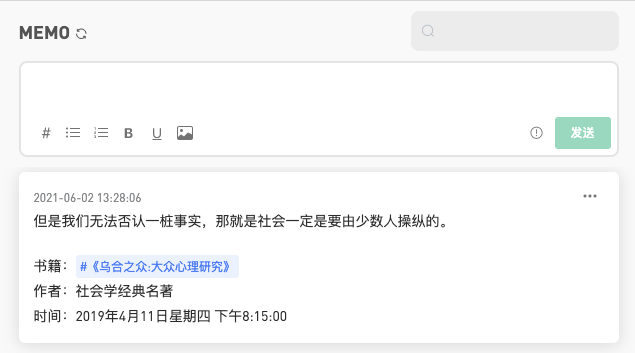 MEMO
# B U
发送
2021-06-02 13:28:06
但是我们无法否认一桩事实，那就是社会一定是要由少数人操纵的。
书籍：#《乌合之众:大众心理研究》
作者：社会学经典名著
时间：2019年4月11日星期四 下午8:15:00